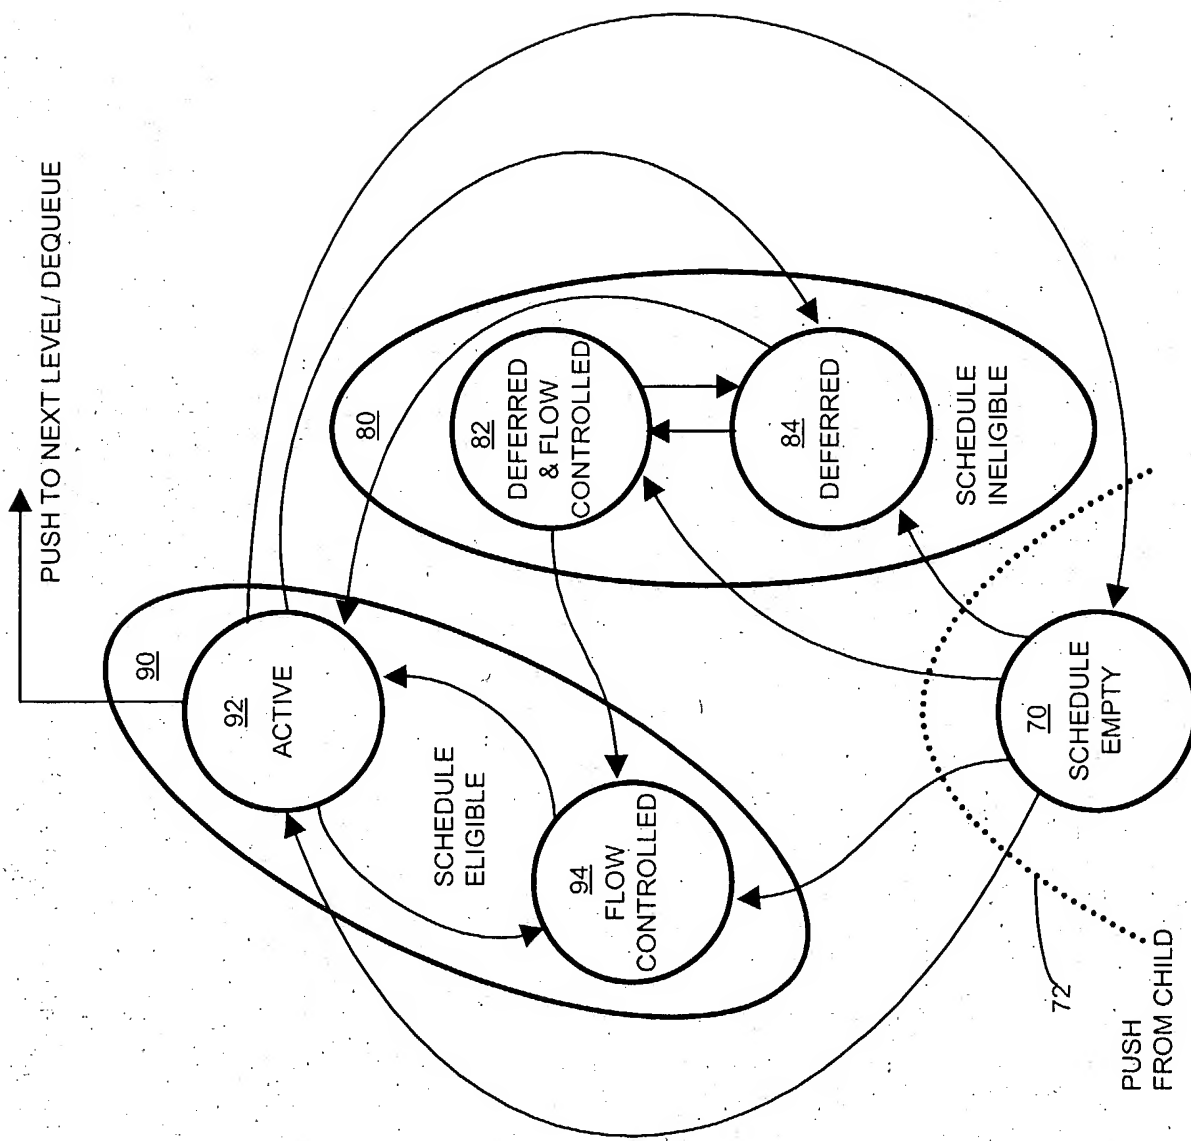 PUSH TO NEXT LEVEL/ DEQUEUE
90
92
ACTIVE
SCHEDULE
ELIGIBLE
94
FLOW
CONTROLLED
80
82
DEFERRED
& FLOW
CONTROLLED
84
DEFERRED
SCHEDULE
INELIGIBLE
70
SCHEDULE
EMPTY
72
PUSH
FROM CHILD